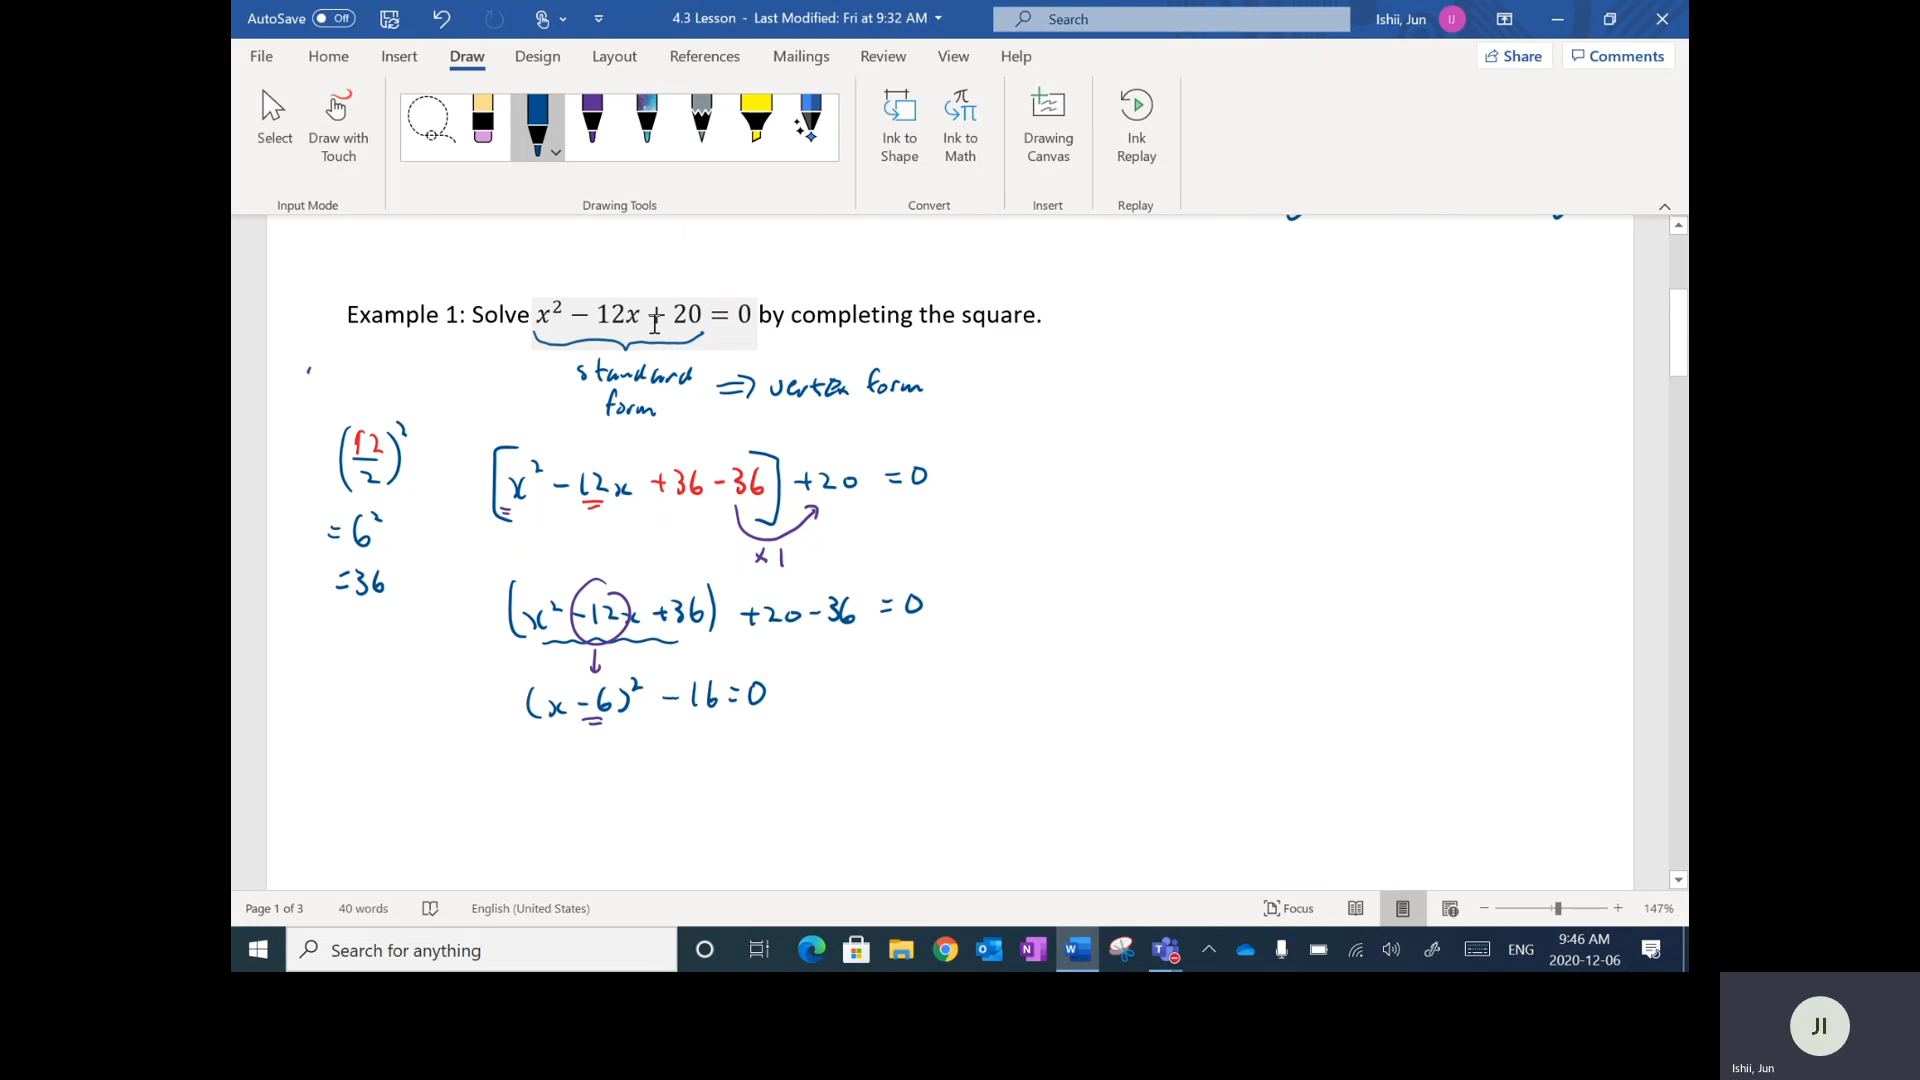 AutoSave Off 4.3 Lesson - Last Modified: Fri at 9:32 AM Search Ishii, Jun IJ
File Home Insert Draw Design Layout References Mailings Review View Help Share Comments
Select Draw with Touch Ink to Shape Ink to Math Drawing Canvas Ink Replay
Input Mode Drawing Tools Convert Insert Replay
Example 1: Solve x² − 12x + 20 = 0 by completing the square.
standard form ⇒ vertex form
(12/2)²
= 6²
= 36
[x² − 12x + 36 − 36] + 20 = 0
× 1
(x² − 12x + 36) + 20 − 36 = 0
(x − 6)² − 16 = 0
Page 1 of 3 40 words English (United States) Focus 147%
Search for anything ENG 9:46 AM
2020-12-06
JI
Ishii, Jun